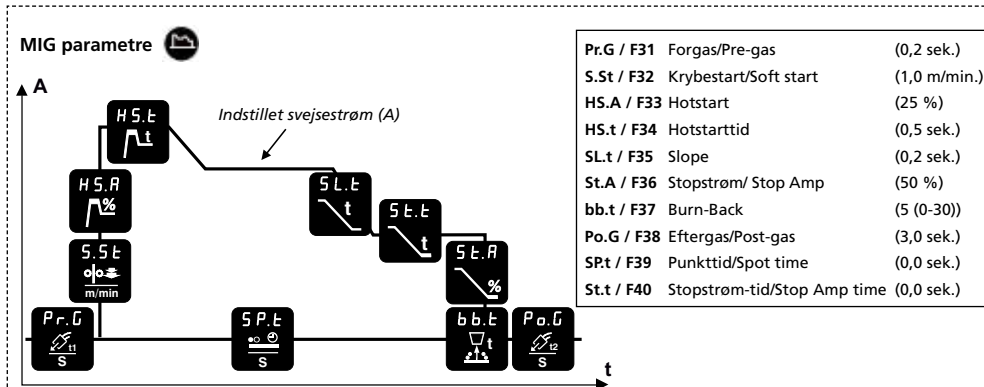 MIG parametre
A
HS.t
t
Indstillet svejsestrøm (A)
HS.A
%
SL.t
t
St.t
t
S.St
m/min
St.A
%
Pr.G
t1
S
SP.t
S
bb.t
t
Po.G
t2
S
t
Pr.G / F31 Forgas/Pre-gas (0,2 sek.)
S.St / F32 Krybestart/Soft start (1,0 m/min.)
HS.A / F33 Hotstart (25 %)
HS.t / F34 Hotstarttid (0,5 sek.)
SL.t / F35 Slope (0,2 sek.)
St.A / F36 Stopstrøm/ Stop Amp (50 %)
bb.t / F37 Burn-Back (5 (0-30))
Po.G / F38 Eftergas/Post-gas (3,0 sek.)
SP.t / F39 Punkttid/Spot time (0,0 sek.)
St.t / F40 Stopstrøm-tid/Stop Amp time (0,0 sek.)